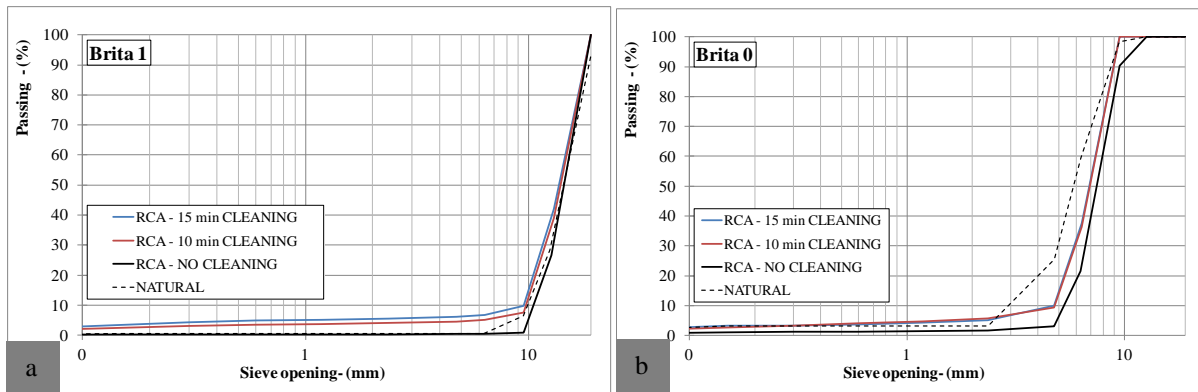 Brita 1
Passing - (%)
100
90
80
70
60
50
40
30
20
10
0
RCA - 15 min CLEANING
RCA - 10 min CLEANING
RCA - NO CLEANING
NATURAL
0 1 10
Sieve opening- (mm)
a
Brita 0
Passing - (%)
100
90
80
70
60
50
40
30
20
10
0
RCA - 15 min CLEANING
RCA - 10 min CLEANING
RCA - NO CLEANING
NATURAL
0 1 10
Sieve opening- (mm)
b